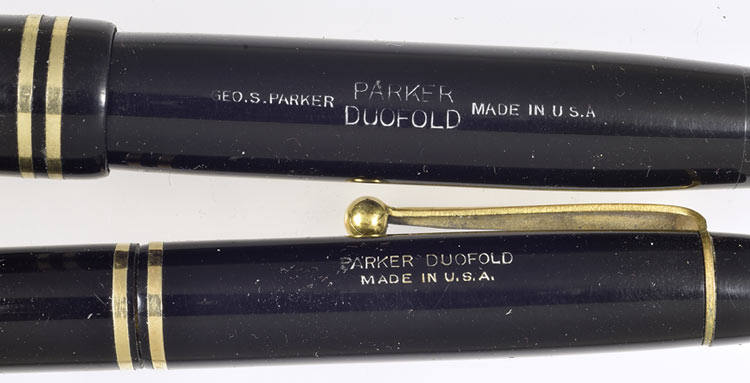 GEO.S.PARKER PARKER DUOFOLD MADE IN U.S.A
PARKER DUOFOLD
MADE IN U.S.A.